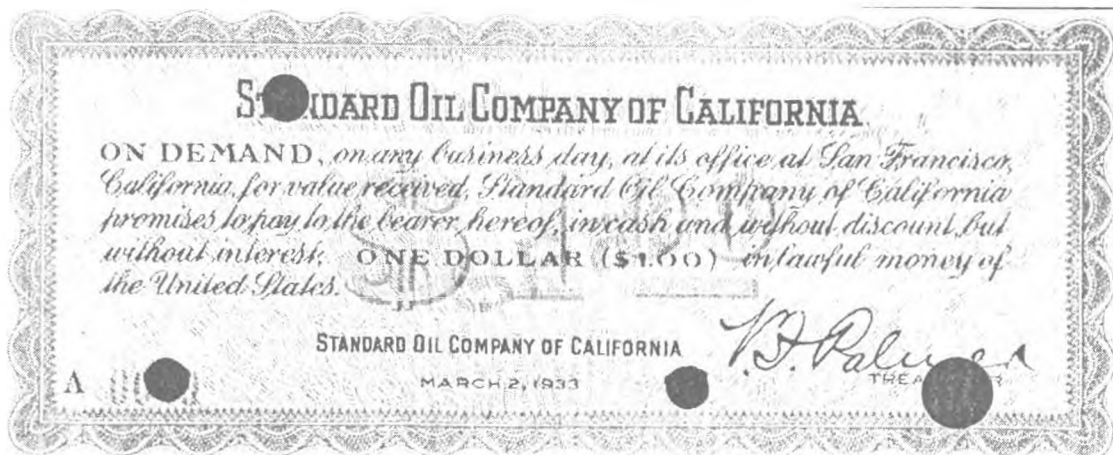 STANDARD OIL COMPANY OF CALIFORNIA
ON DEMAND, on any business day, at its office at San Francisco,
California, for value received, Standard Oil Company of California
promises to pay to the bearer hereof, in cash and without discount, but
without interest, ONE DOLLAR ($1.00) in lawful money of
the United States.
STANDARD OIL COMPANY OF CALIFORNIA
MARCH 2, 1933
TREASURER
A